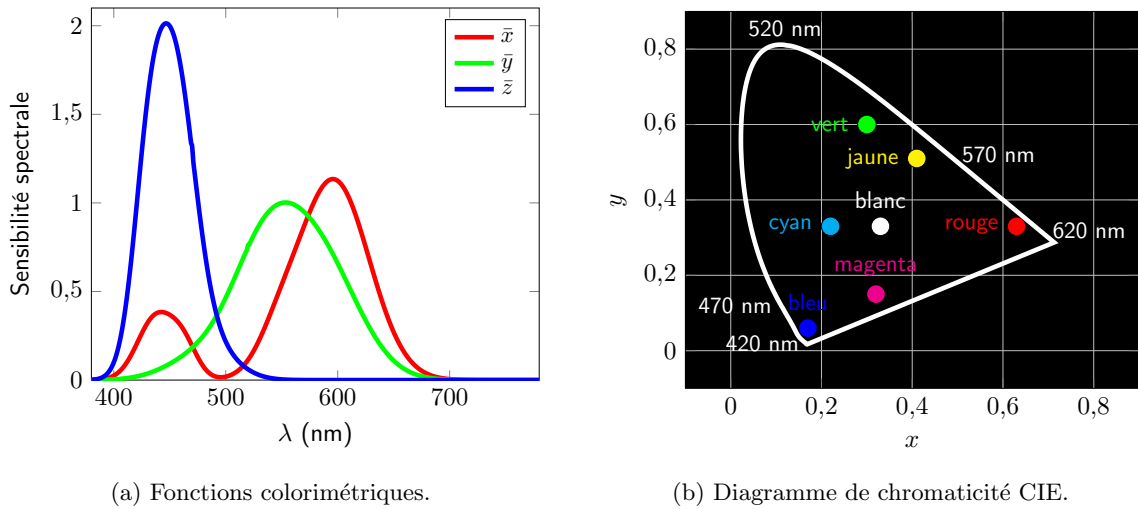 Sensibilité spectrale
2
1,5
1
0,5
0
400 500 600 700
λ (nm)
x̄
ȳ
z̄
(a) Fonctions colorimétriques.
y
0,8
0,6
0,4
0,2
0
0 0,2 0,4 0,6 0,8
x
520 nm
vert
jaune
570 nm
blanc
cyan
rouge
620 nm
magenta
470 nm
bleu
420 nm
(b) Diagramme de chromaticité CIE.